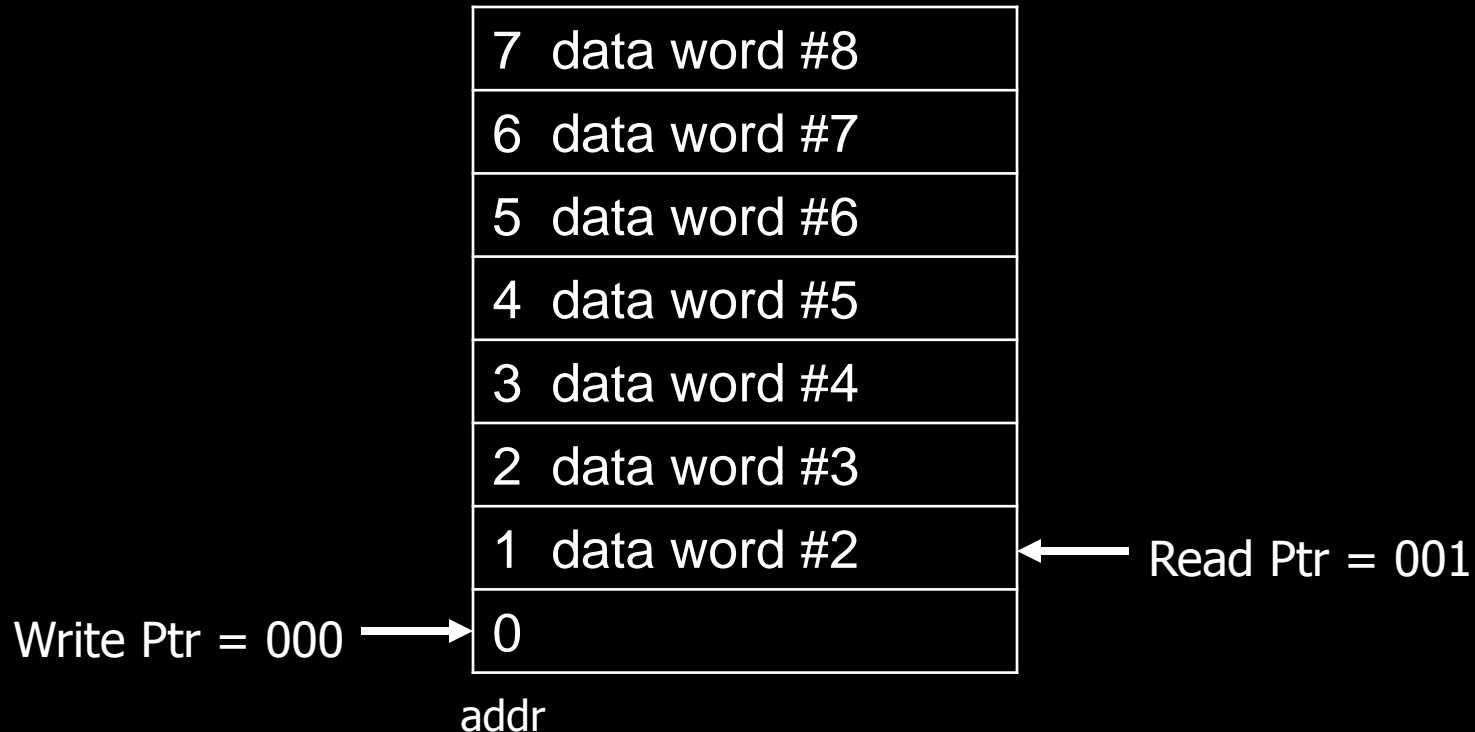 7 data word #8
6 data word #7
5 data word #6
4 data word #5
3 data word #4
2 data word #3
1 data word #2
Read Ptr = 001
Write Ptr = 000
0
addr